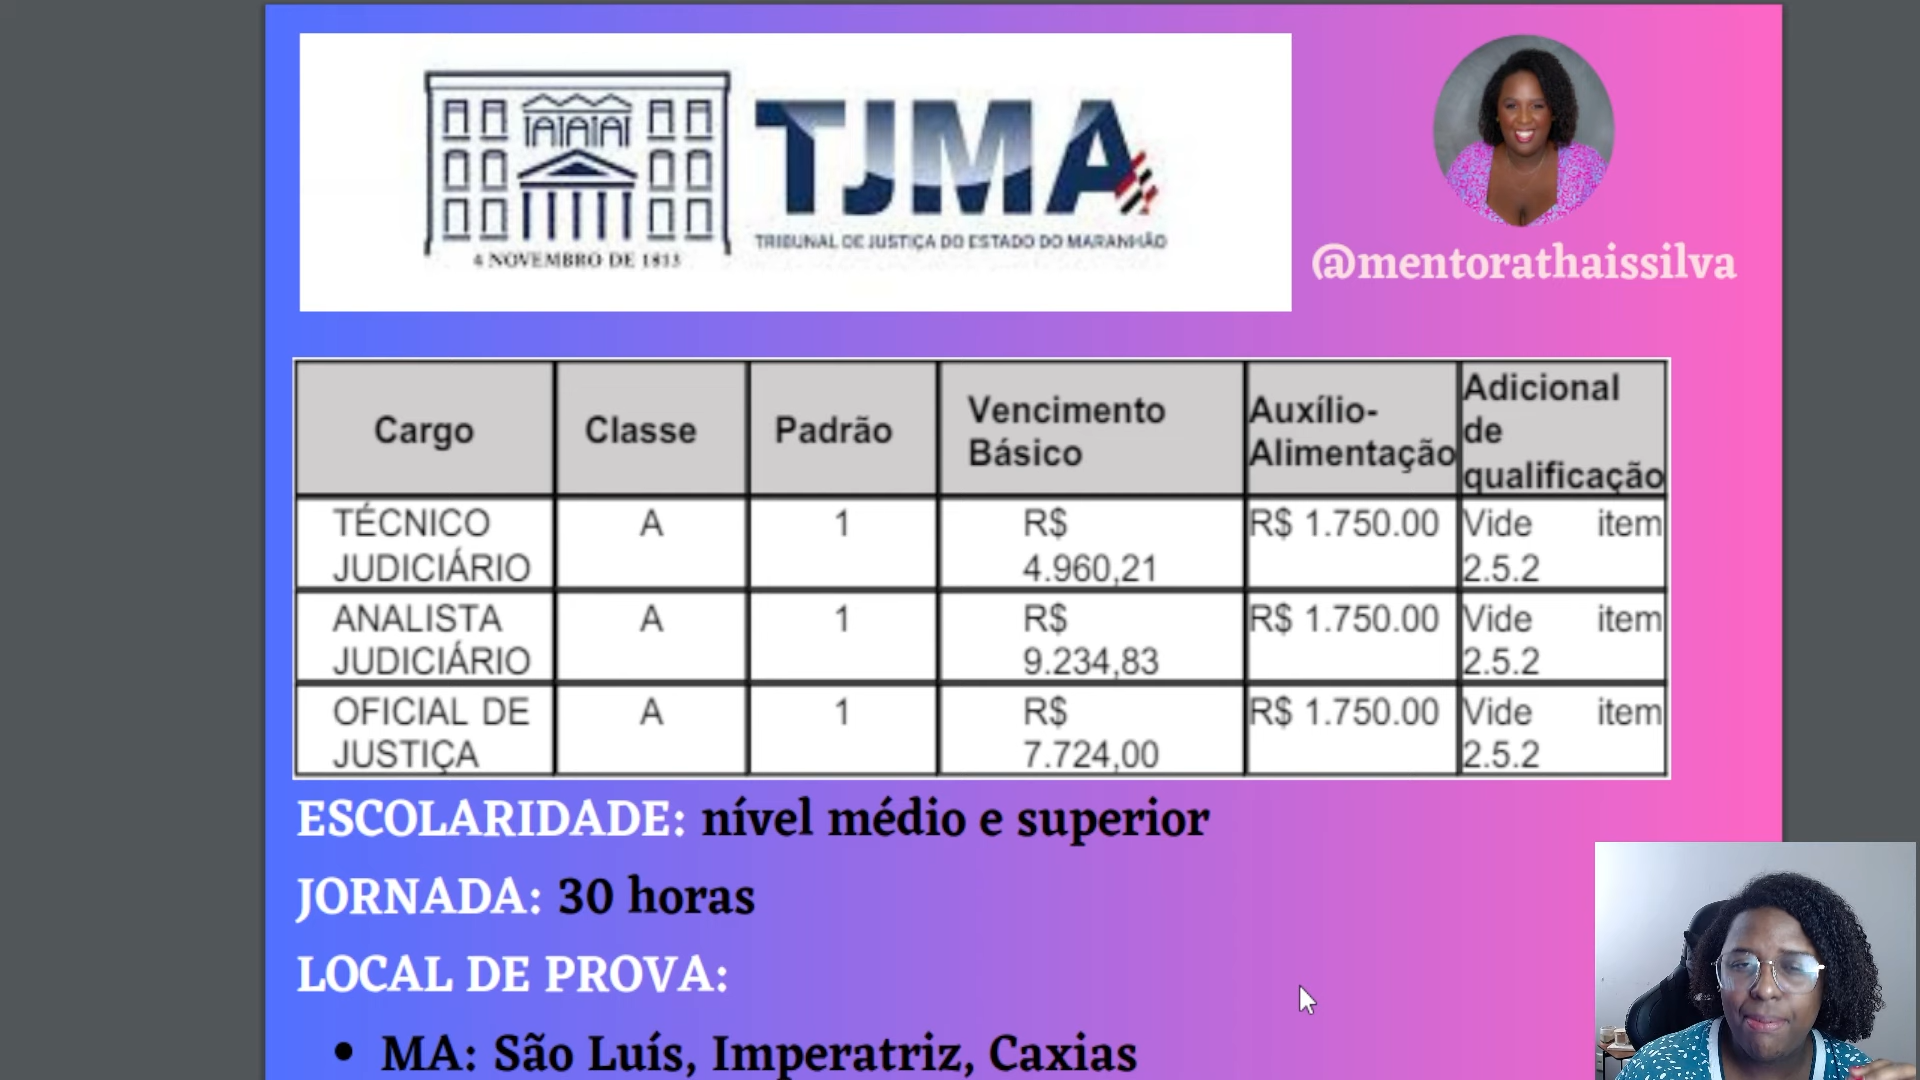 4 NOVEMBRO DE 1813
TJMA
TRIBUNAL DE JUSTIÇA DO ESTADO DO MARANHÃO
@mentorathaissilva
Cargo Classe Padrão Vencimento Básico Auxílio-Alimentação Adicional de qualificação
TÉCNICO JUDICIÁRIO A 1 R$ 4.960,21 R$ 1.750.00 Vide item 2.5.2
ANALISTA JUDICIÁRIO A 1 R$ 9.234,83 R$ 1.750.00 Vide item 2.5.2
OFICIAL DE JUSTIÇA A 1 R$ 7.724,00 R$ 1.750.00 Vide item 2.5.2
ESCOLARIDADE: nível médio e superior
JORNADA: 30 horas
LOCAL DE PROVA:
• MA: São Luís, Imperatriz, Caxias